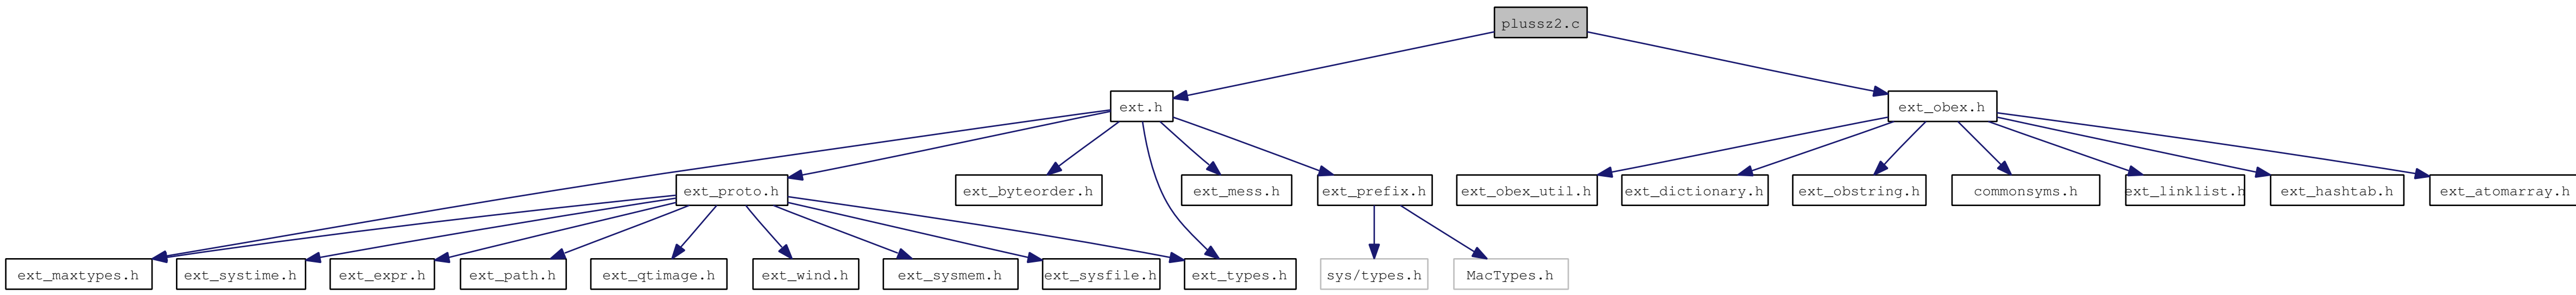 plussz2.c
ext.h
ext_obex.h
ext_proto.h
ext_byteorder.h
ext_mess.h
ext_prefix.h
ext_obex_util.h
ext_dictionary.h
ext_obstring.h
commonsyms.h
ext_linklist.h
ext_hashtab.h
ext_atomarray.h
ext_maxtypes.h
ext_systime.h
ext_expr.h
ext_path.h
ext_qtimage.h
ext_wind.h
ext_sysmem.h
ext_sysfile.h
ext_types.h
sys/types.h
MacTypes.h